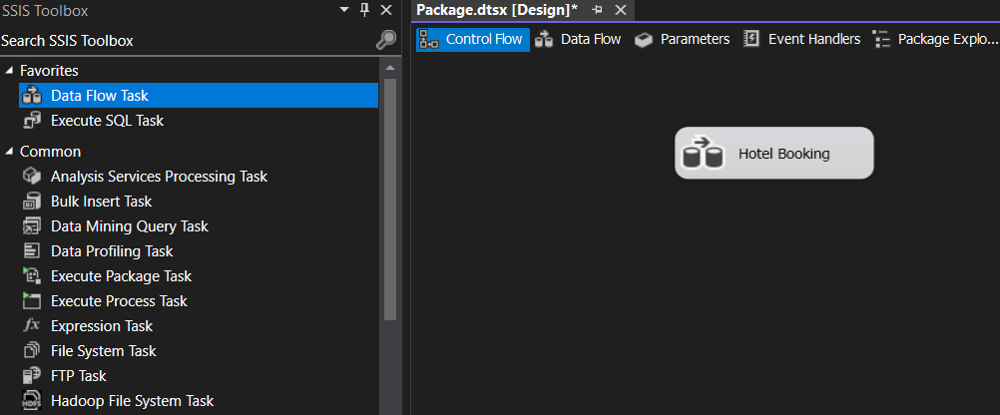 SSIS Toolbox
Search SSIS Toolbox
Favorites
Data Flow Task
Execute SQL Task
Common
Analysis Services Processing Task
Bulk Insert Task
Data Mining Query Task
Data Profiling Task
Execute Package Task
Execute Process Task
fx Expression Task
File System Task
FTP Task
Hadoop File System Task
Package.dtsx [Design]*
Control Flow Data Flow Parameters Event Handlers Package Explo...
Hotel Booking